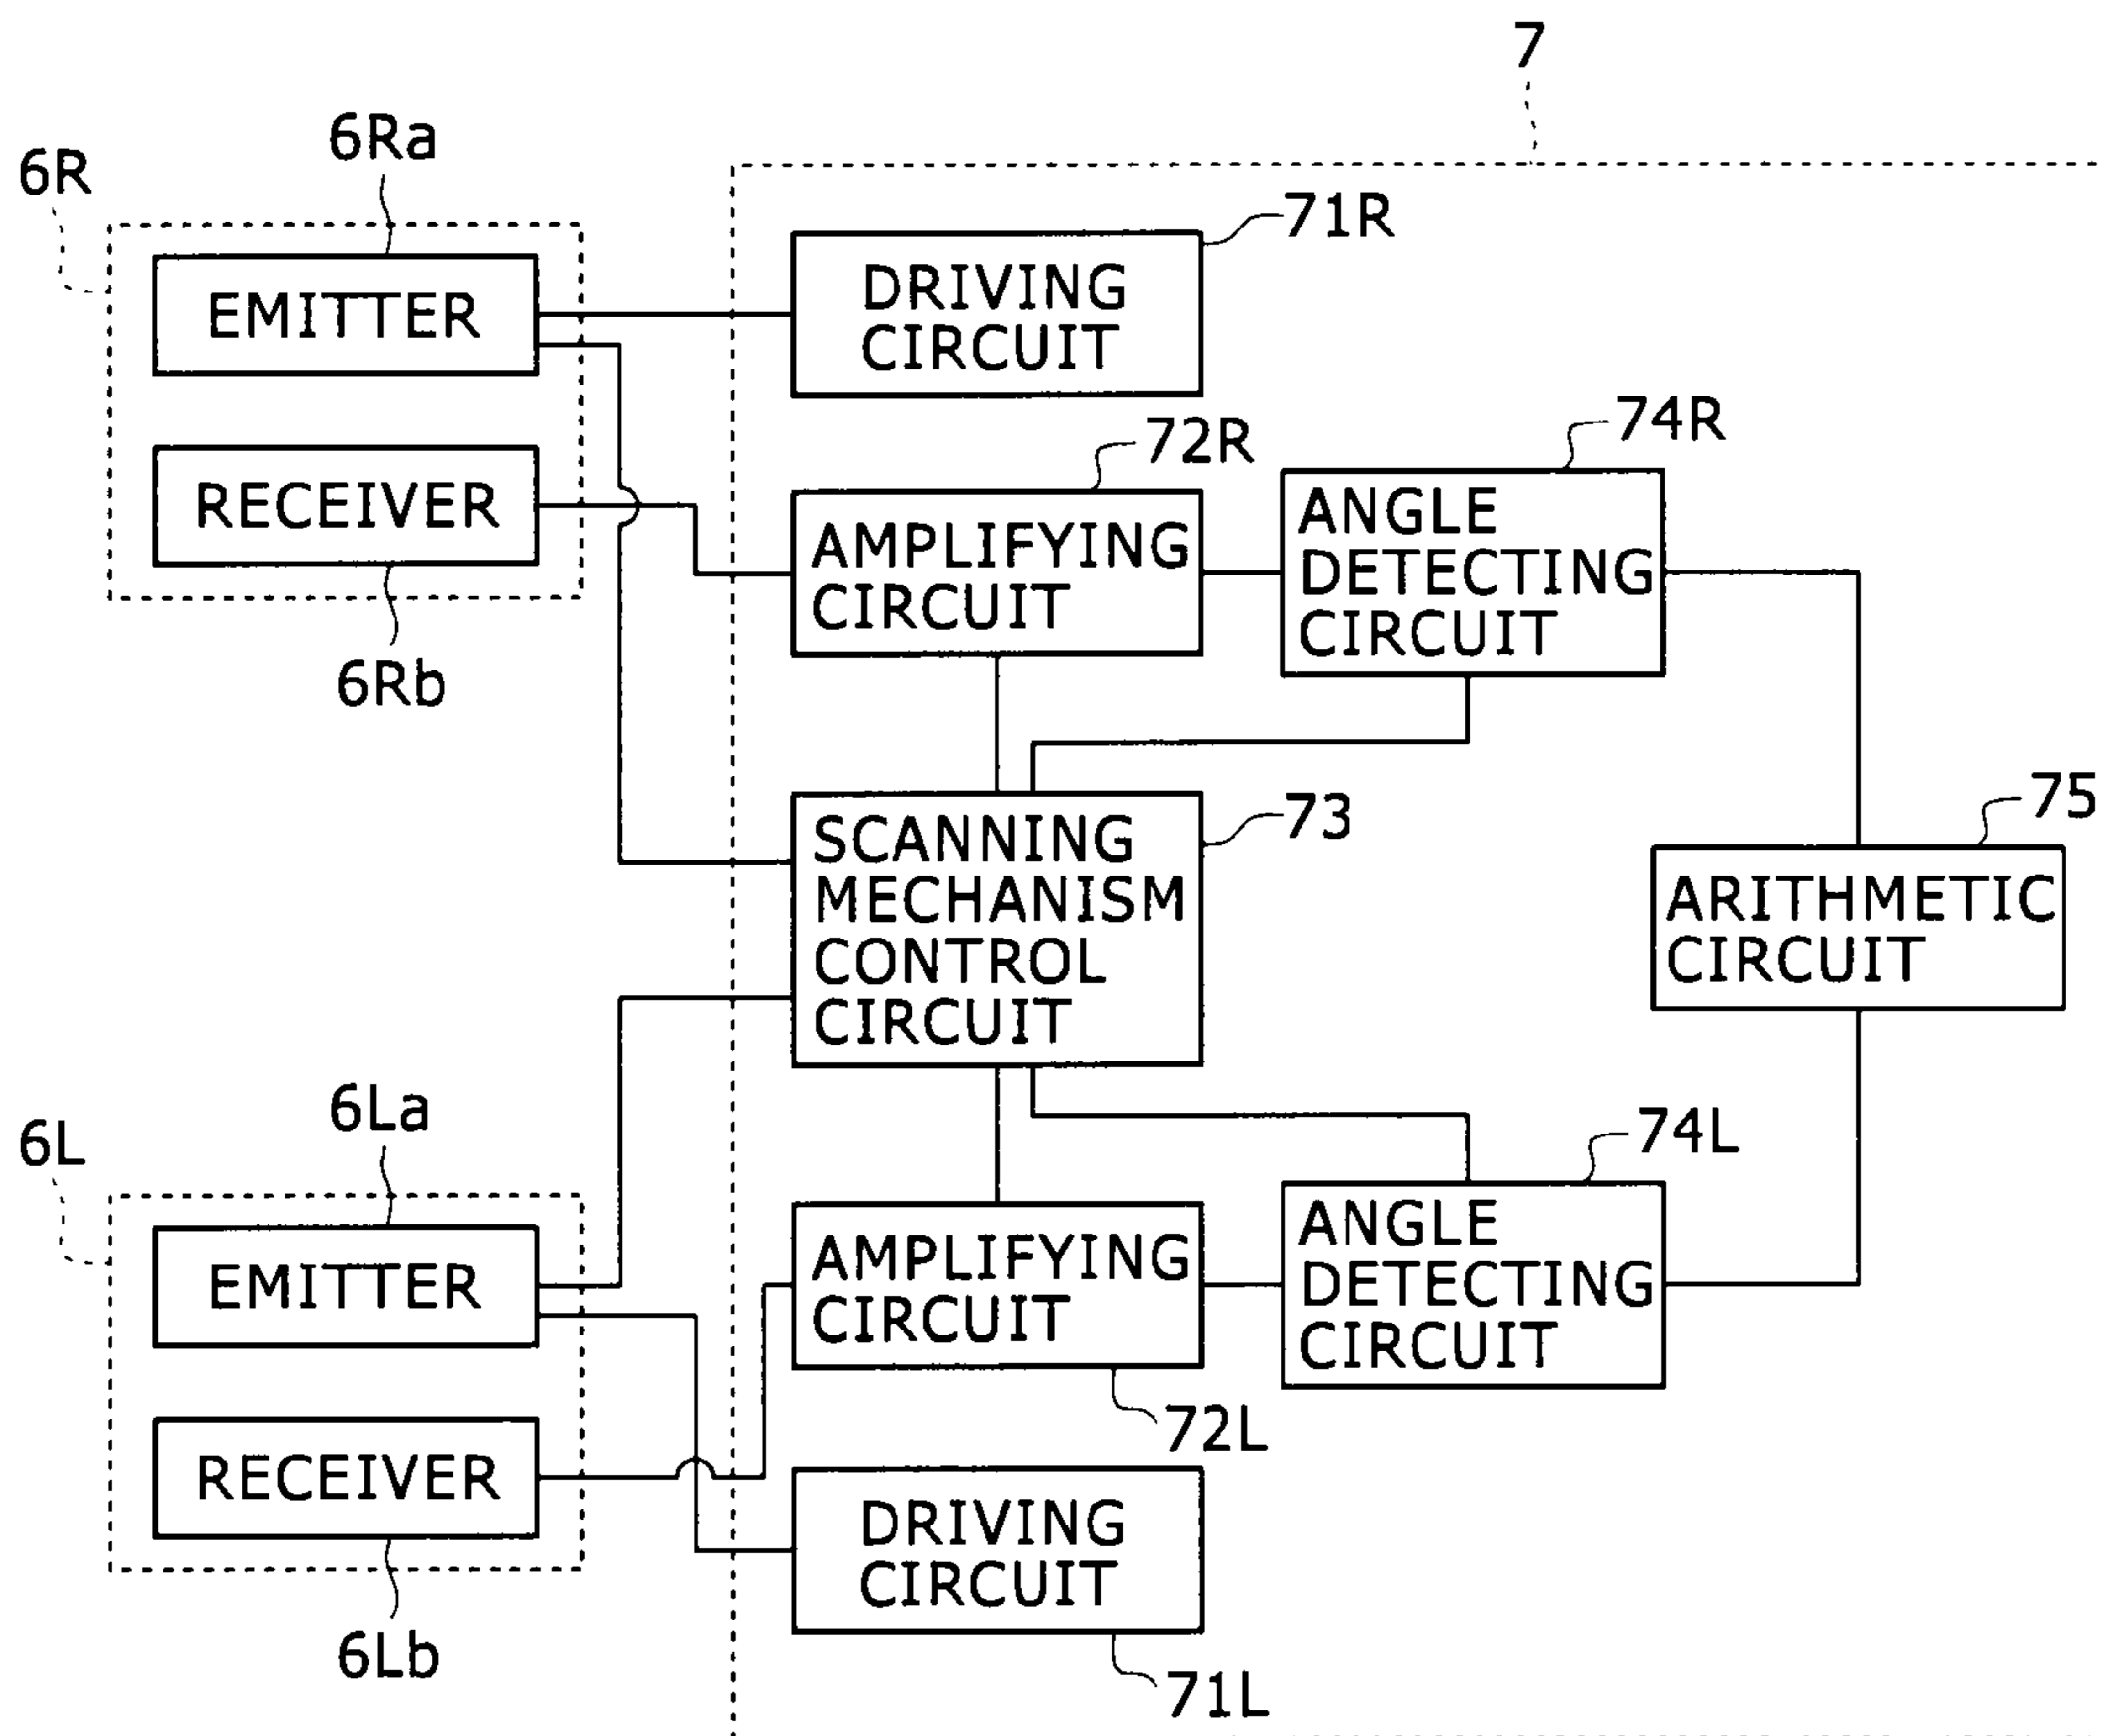 7
6Ra
6R
71R
EMITTER
DRIVING
CIRCUIT
74R
72R
RECEIVER
AMPLIFYING
CIRCUIT
ANGLE
DETECTING
CIRCUIT
6Rb
75
73
SCANNING
MECHANISM
CONTROL
CIRCUIT
ARITHMETIC
CIRCUIT
6La
6L
74L
EMITTER
AMPLIFYING
CIRCUIT
ANGLE
DETECTING
CIRCUIT
72L
RECEIVER
DRIVING
CIRCUIT
6Lb
71L